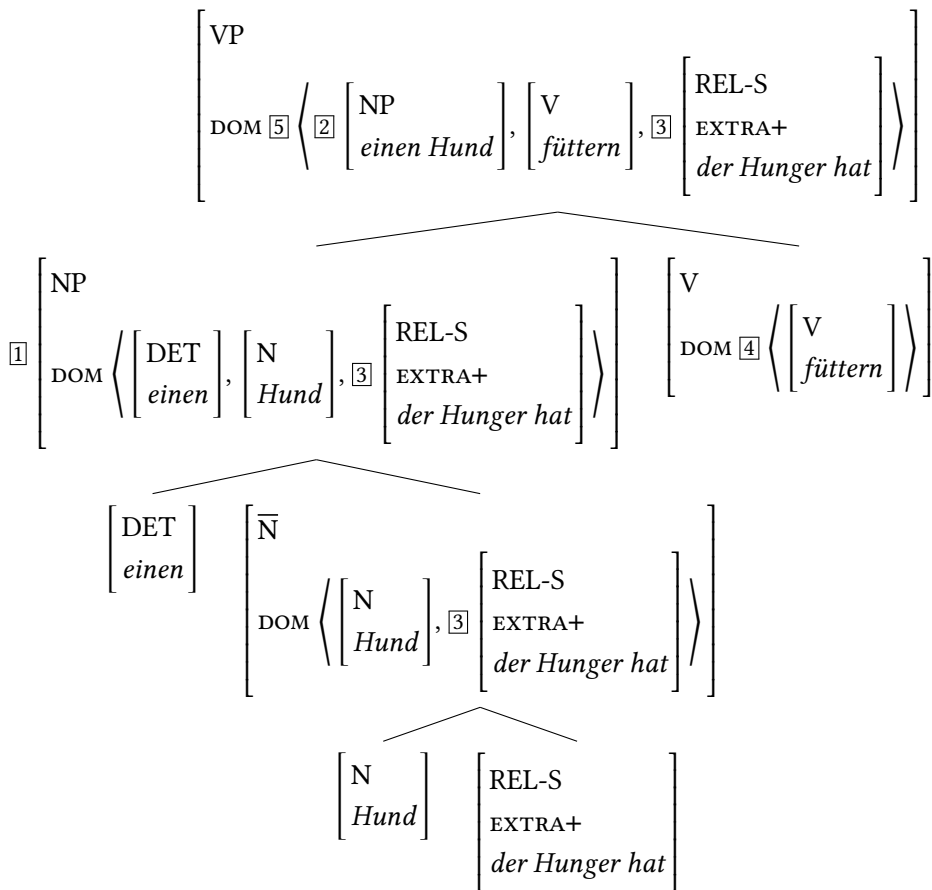 VP
DOM 5 ⟨ 2 [NP einen Hund], [V füttern], 3 [REL-S EXTRA+ der Hunger hat] ⟩
1 NP
DOM ⟨ [DET einen], [N Hund], 3 [REL-S EXTRA+ der Hunger hat] ⟩
V
DOM 4 ⟨ [V füttern] ⟩
DET
einen
N̅
DOM ⟨ [N Hund], 3 [REL-S EXTRA+ der Hunger hat] ⟩
N
Hund
REL-S
EXTRA+
der Hunger hat